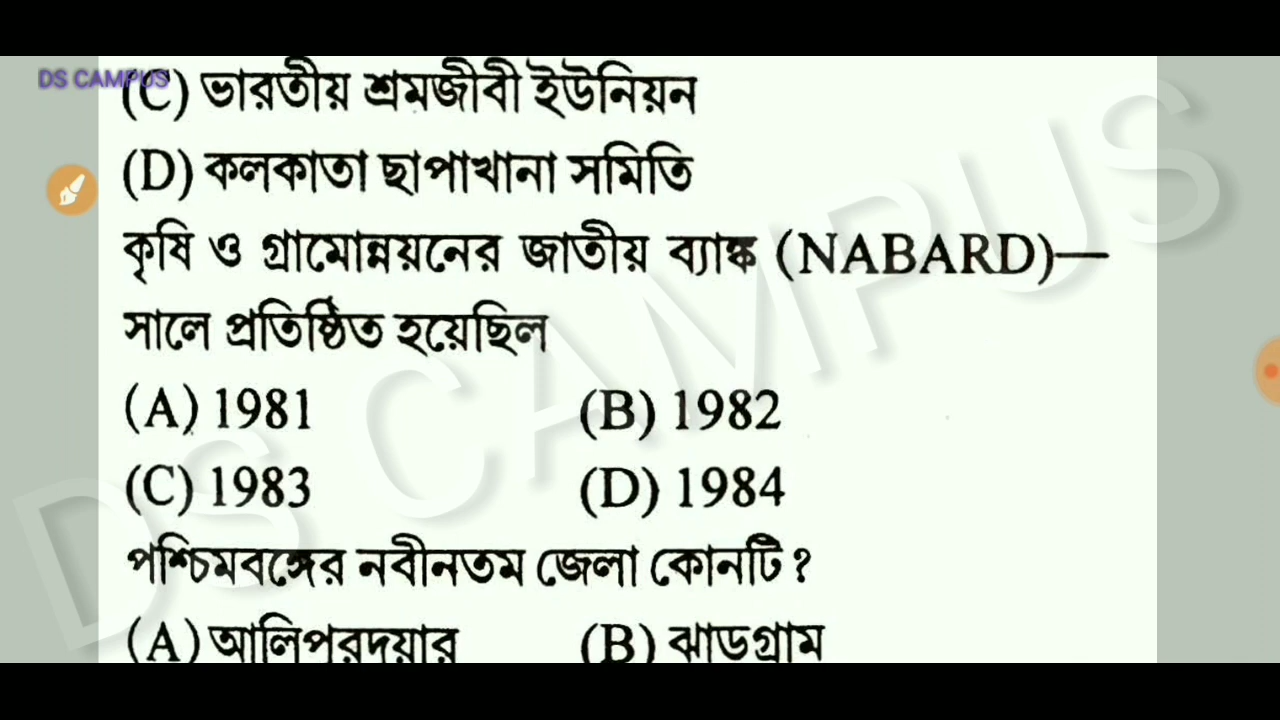 DS CAMPUS
(C) ভারতীয় শ্রমজীবী ইউনিয়ন
(D) কলকাতা ছাপাখানা সমিতি
কৃষি ও গ্রামোন্নয়নের জাতীয় ব্যাঙ্ক (NABARD)—
সালে প্রতিষ্ঠিত হয়েছিল
(A) 1981 (B) 1982
(C) 1983 (D) 1984
পশ্চিমবঙ্গের নবীনতম জেলা কোনটি?
(A) আলিপুরদুয়ার (B) ঝাড়গ্রাম
DS CAMPUS